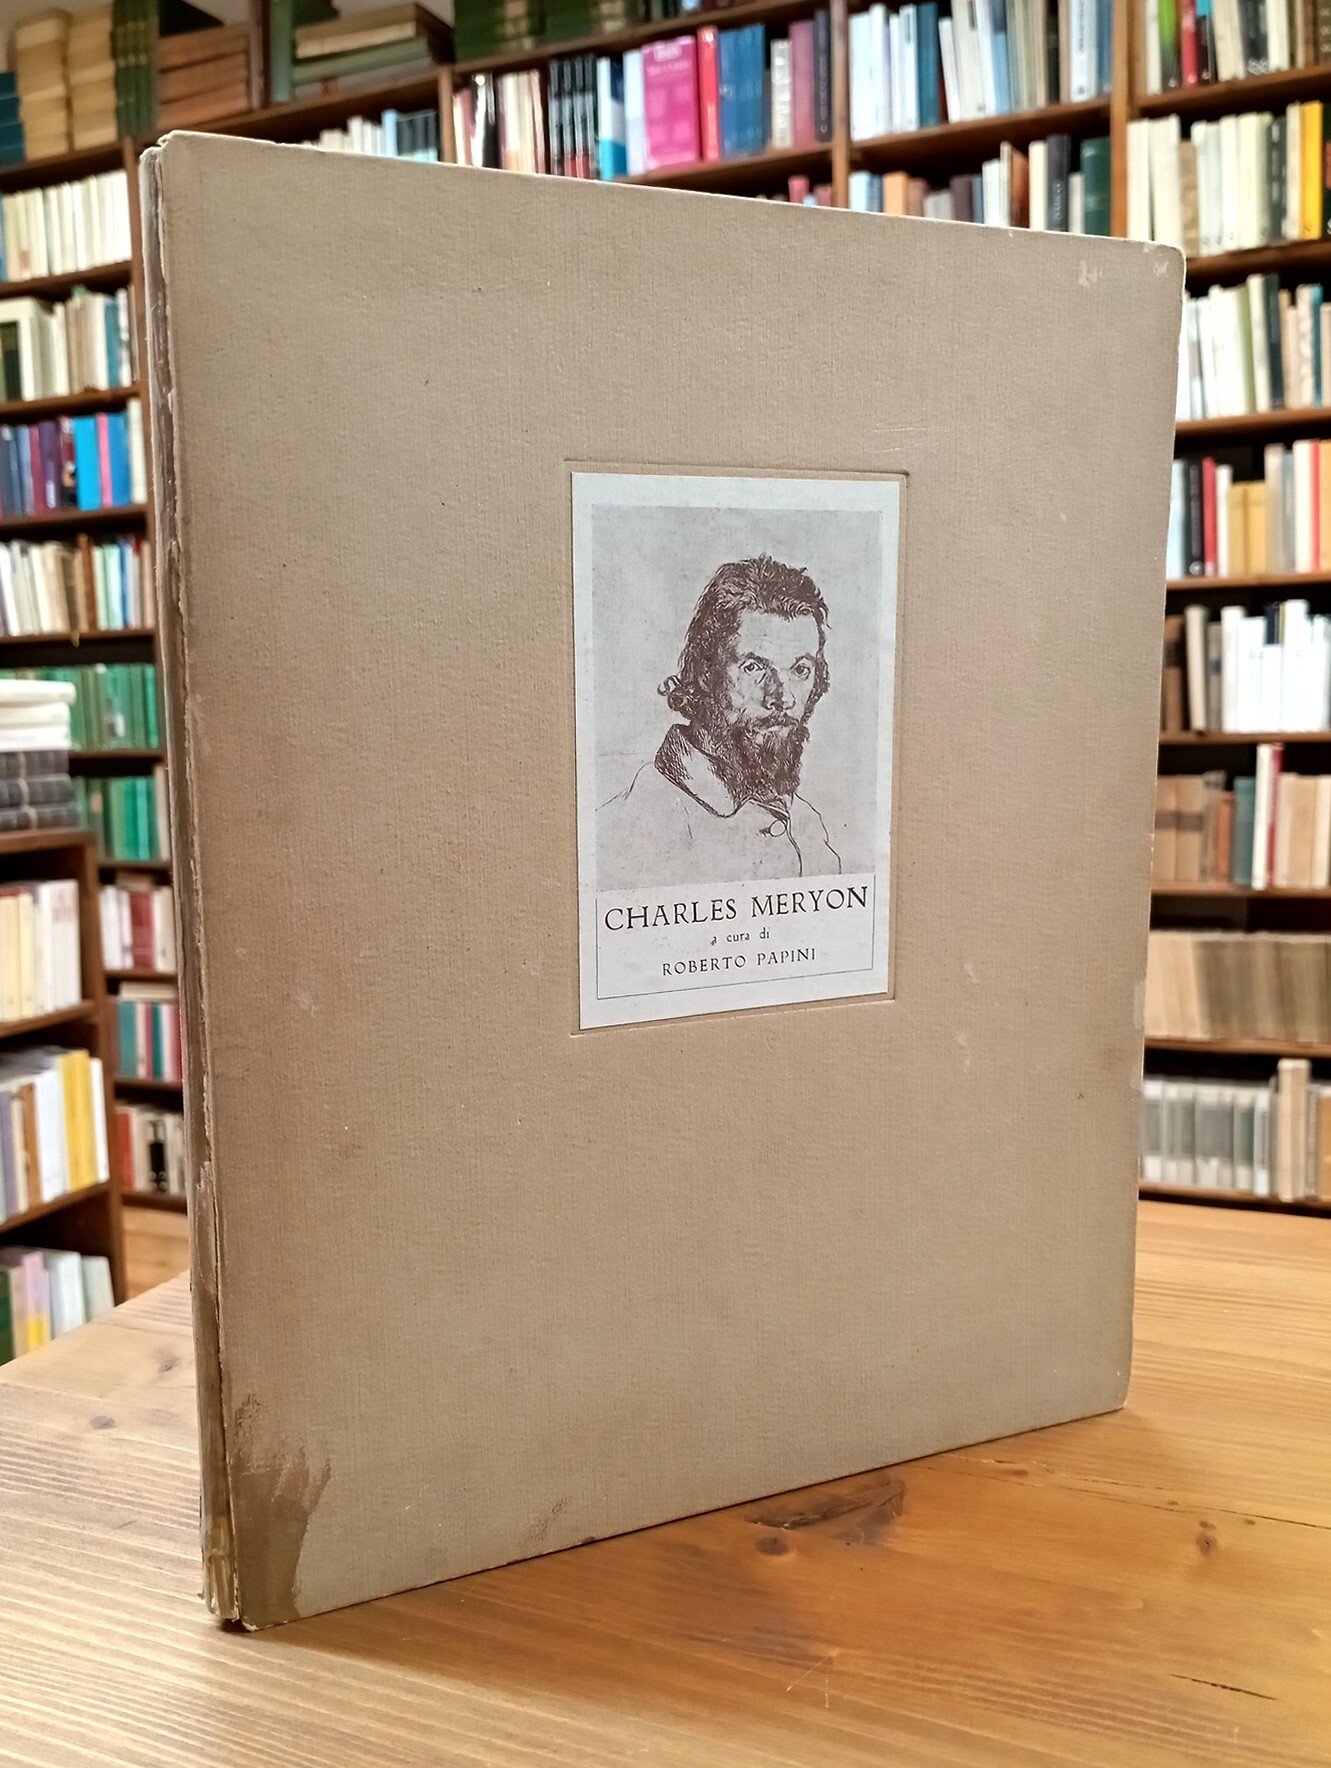 CHARLES MERYON
a cura di
ROBERTO PAPINI